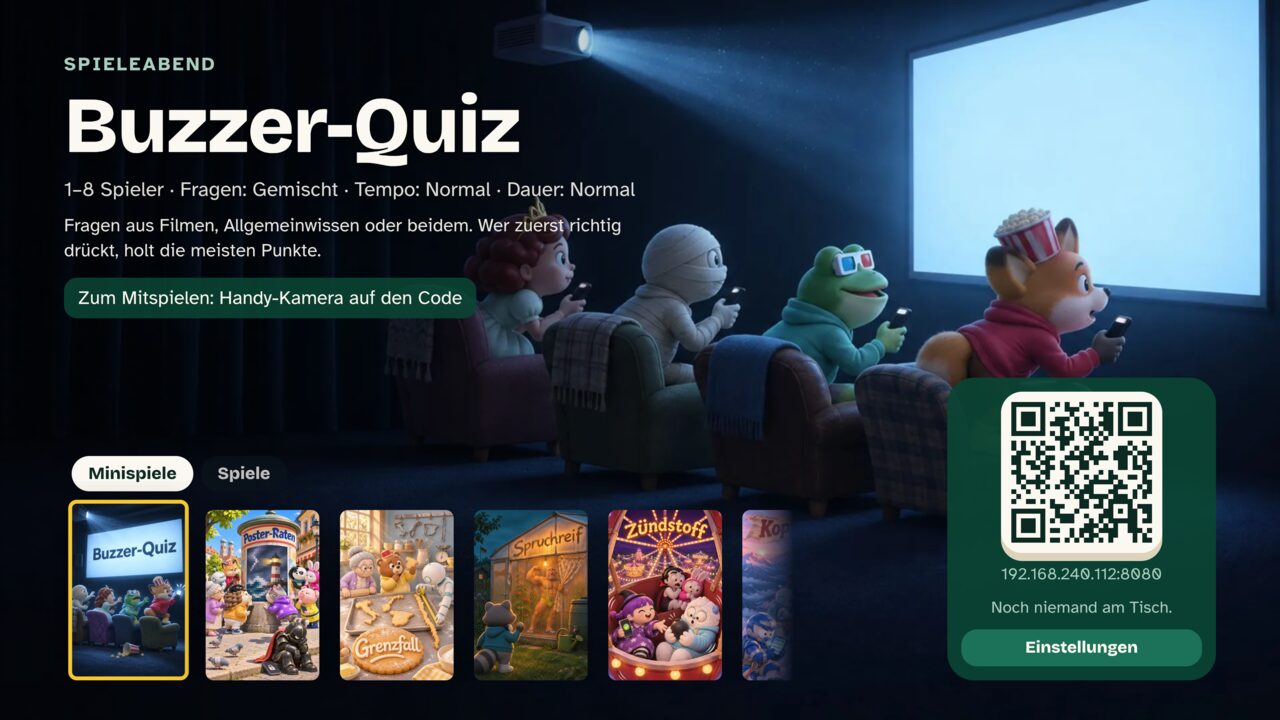 SPIELEABEND
Buzzer-Quiz
1–8 Spieler · Fragen: Gemischt · Tempo: Normal · Dauer: Normal
Fragen aus Filmen, Allgemeinwissen oder beidem. Wer zuerst richtig
drückt, holt die meisten Punkte.
Zum Mitspielen: Handy-Kamera auf den Code
Minispiele
Spiele
Buzzer-Quiz
Poster-Raten
Grenzfall
Spruchreif
Zündstoff
Kop
192.168.240.112:8080
Noch niemand am Tisch.
Einstellungen